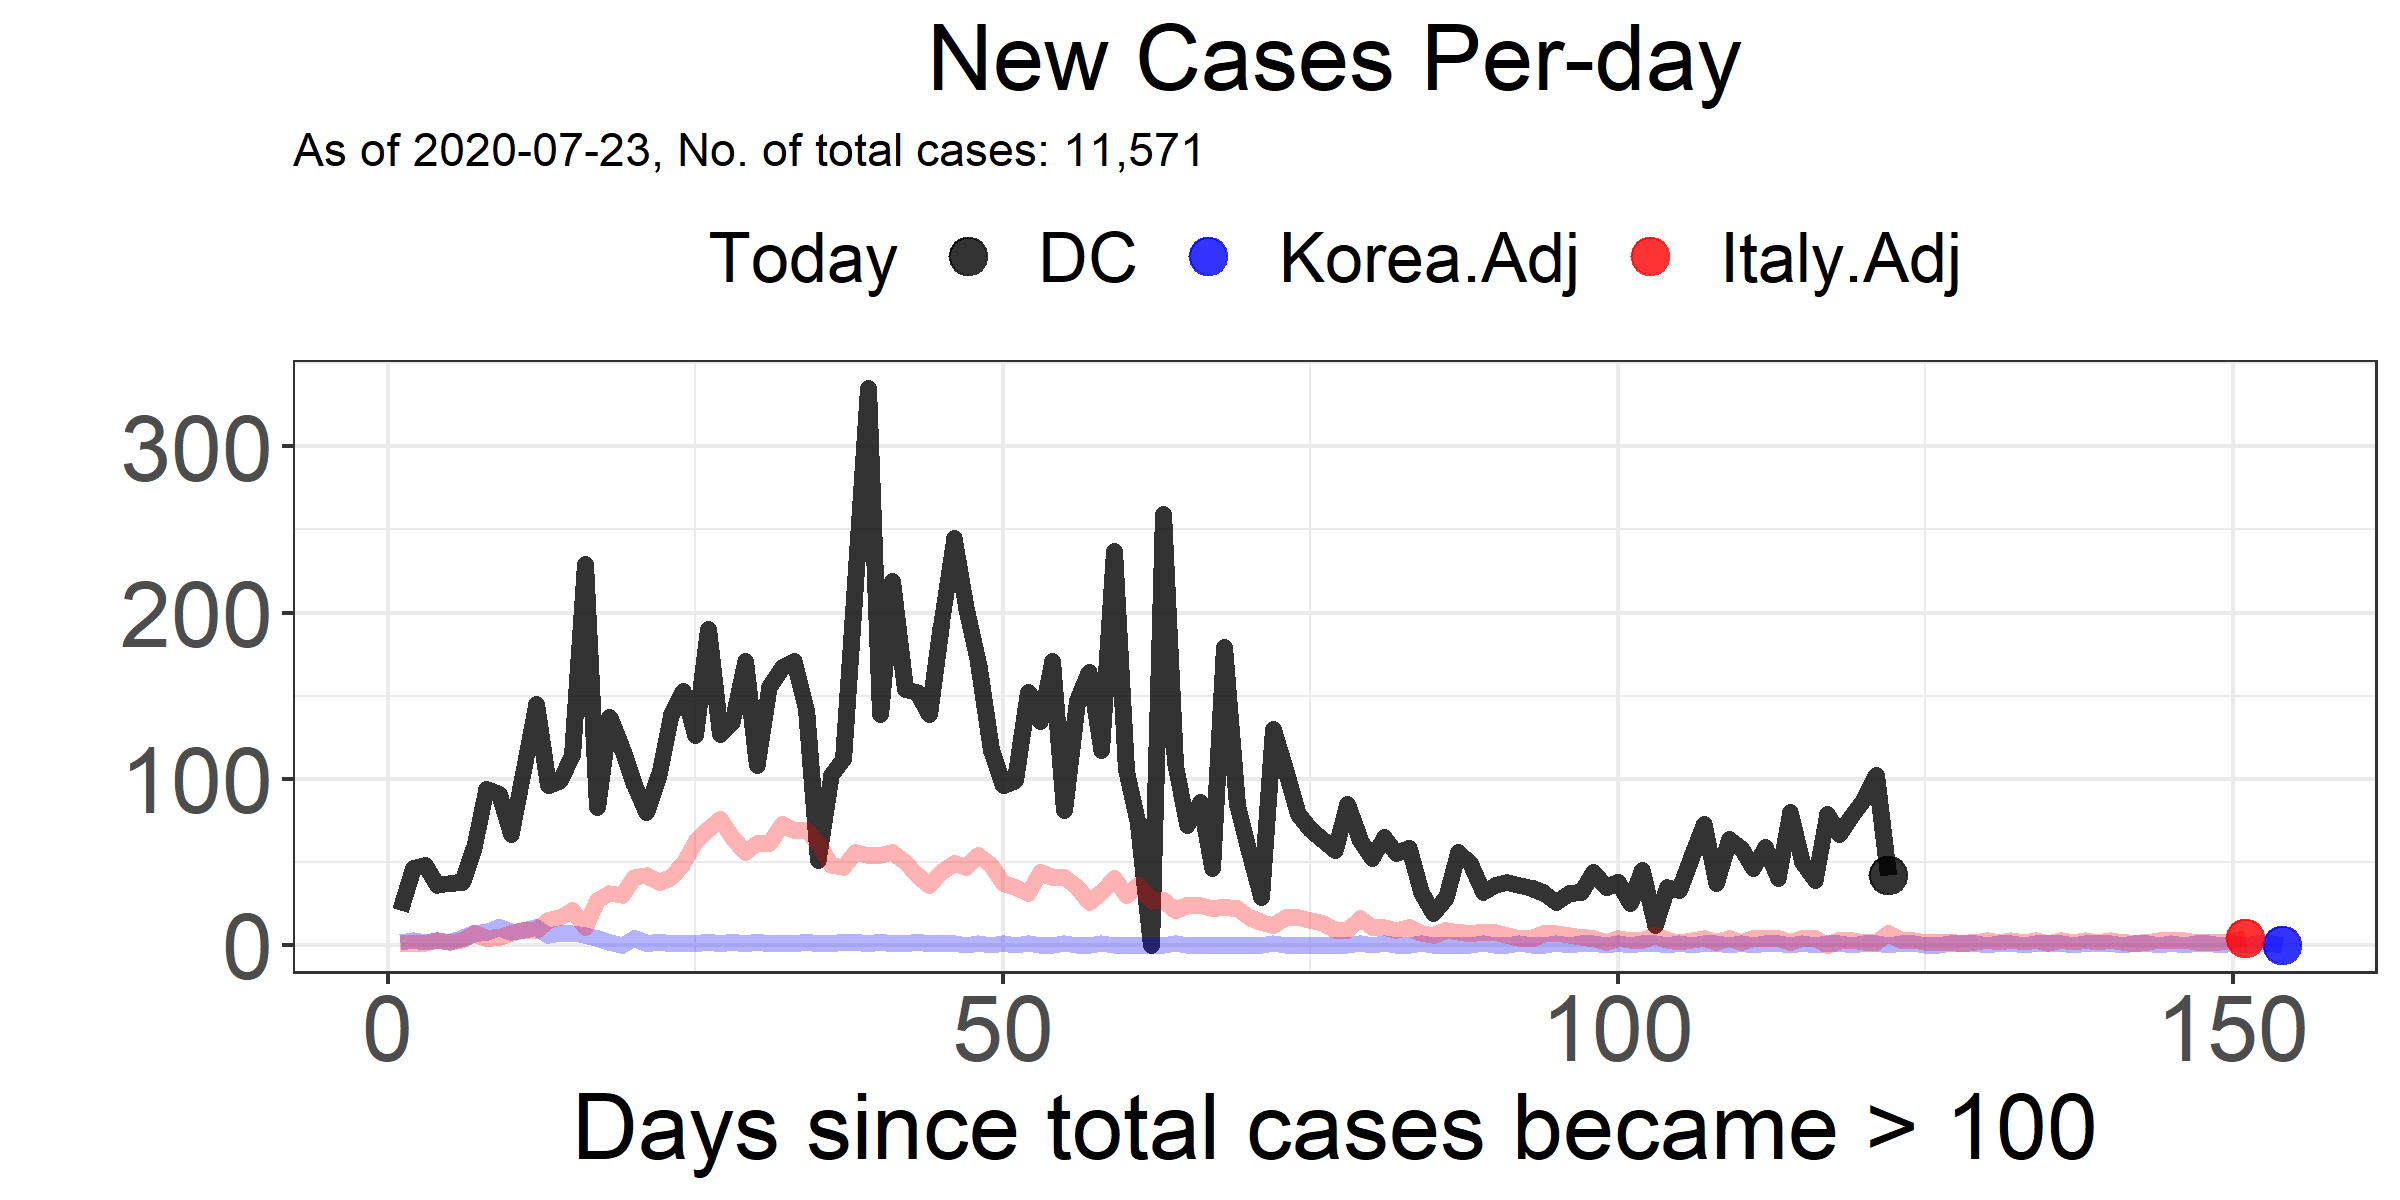 New Cases Per-day
As of 2020-07-23, No. of total cases: 11,571
Today DC Korea.Adj Italy.Adj
300
200
100
0
0 50 100 150
Days since total cases became > 100